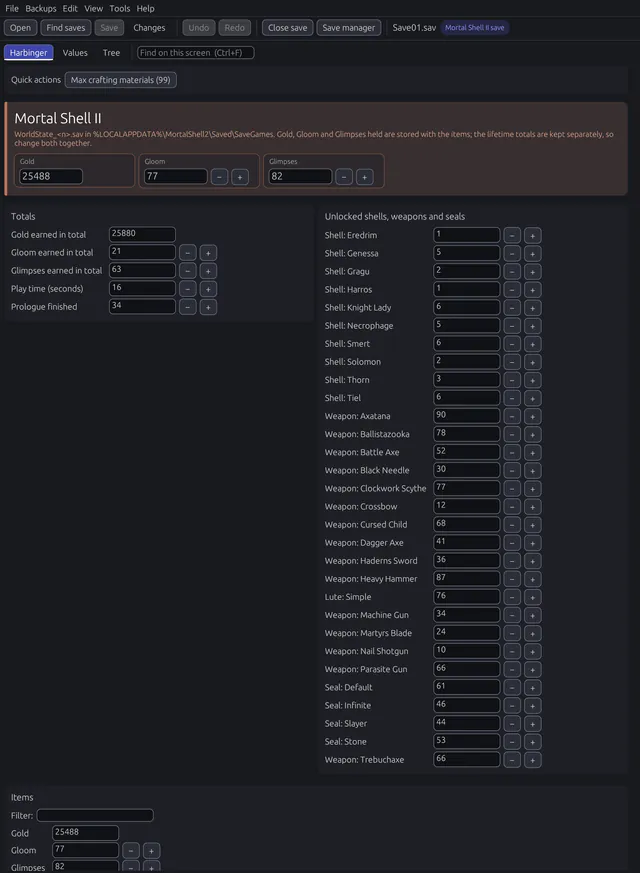 File Backups Edit View Tools Help
Open Find saves Save Changes Undo Redo Close save Save manager Save01.sav Mortal Shell II save
Harbinger Values Tree Find on this screen (Ctrl+F)
Quick actions Max crafting materials (99)
Mortal Shell II
WorldState_<n>.sav in %LOCALAPPDATA%\MortalShell2\Saved\SaveGames. Gold, Gloom and Glimpses held are stored with the items; the lifetime totals are kept separately, so
change both together.
Gold Gloom Glimpses
25488 77 − + 82 − +
Totals
Gold earned in total 25880
Gloom earned in total 21 − +
Glimpses earned in total 63 − +
Play time (seconds) 16 − +
Prologue finished 34 − +
Unlocked shells, weapons and seals
Shell: Eredrim 1 − +
Shell: Genessa 5 − +
Shell: Gragu 2 − +
Shell: Harros 1 − +
Shell: Knight Lady 6 − +
Shell: Necrophage 5 − +
Shell: Smert 6 − +
Shell: Solomon 2 − +
Shell: Thorn 3 − +
Shell: Tiel 6 − +
Weapon: Axatana 90 − +
Weapon: Ballistazooka 78 − +
Weapon: Battle Axe 52 − +
Weapon: Black Needle 30 − +
Weapon: Clockwork Scythe 77 − +
Weapon: Crossbow 12 − +
Weapon: Cursed Child 68 − +
Weapon: Dagger Axe 41 − +
Weapon: Haderns Sword 36 − +
Weapon: Heavy Hammer 87 − +
Lute: Simple 76 − +
Weapon: Machine Gun 34 − +
Weapon: Martyrs Blade 24 − +
Weapon: Nail Shotgun 10 − +
Weapon: Parasite Gun 66 − +
Seal: Default 61 − +
Seal: Infinite 46 − +
Seal: Slayer 44 − +
Seal: Stone 53 − +
Weapon: Trebuchaxe 66 − +
Items
Filter:
Gold 25488
Gloom 77 − +
Glimpses 82 − +